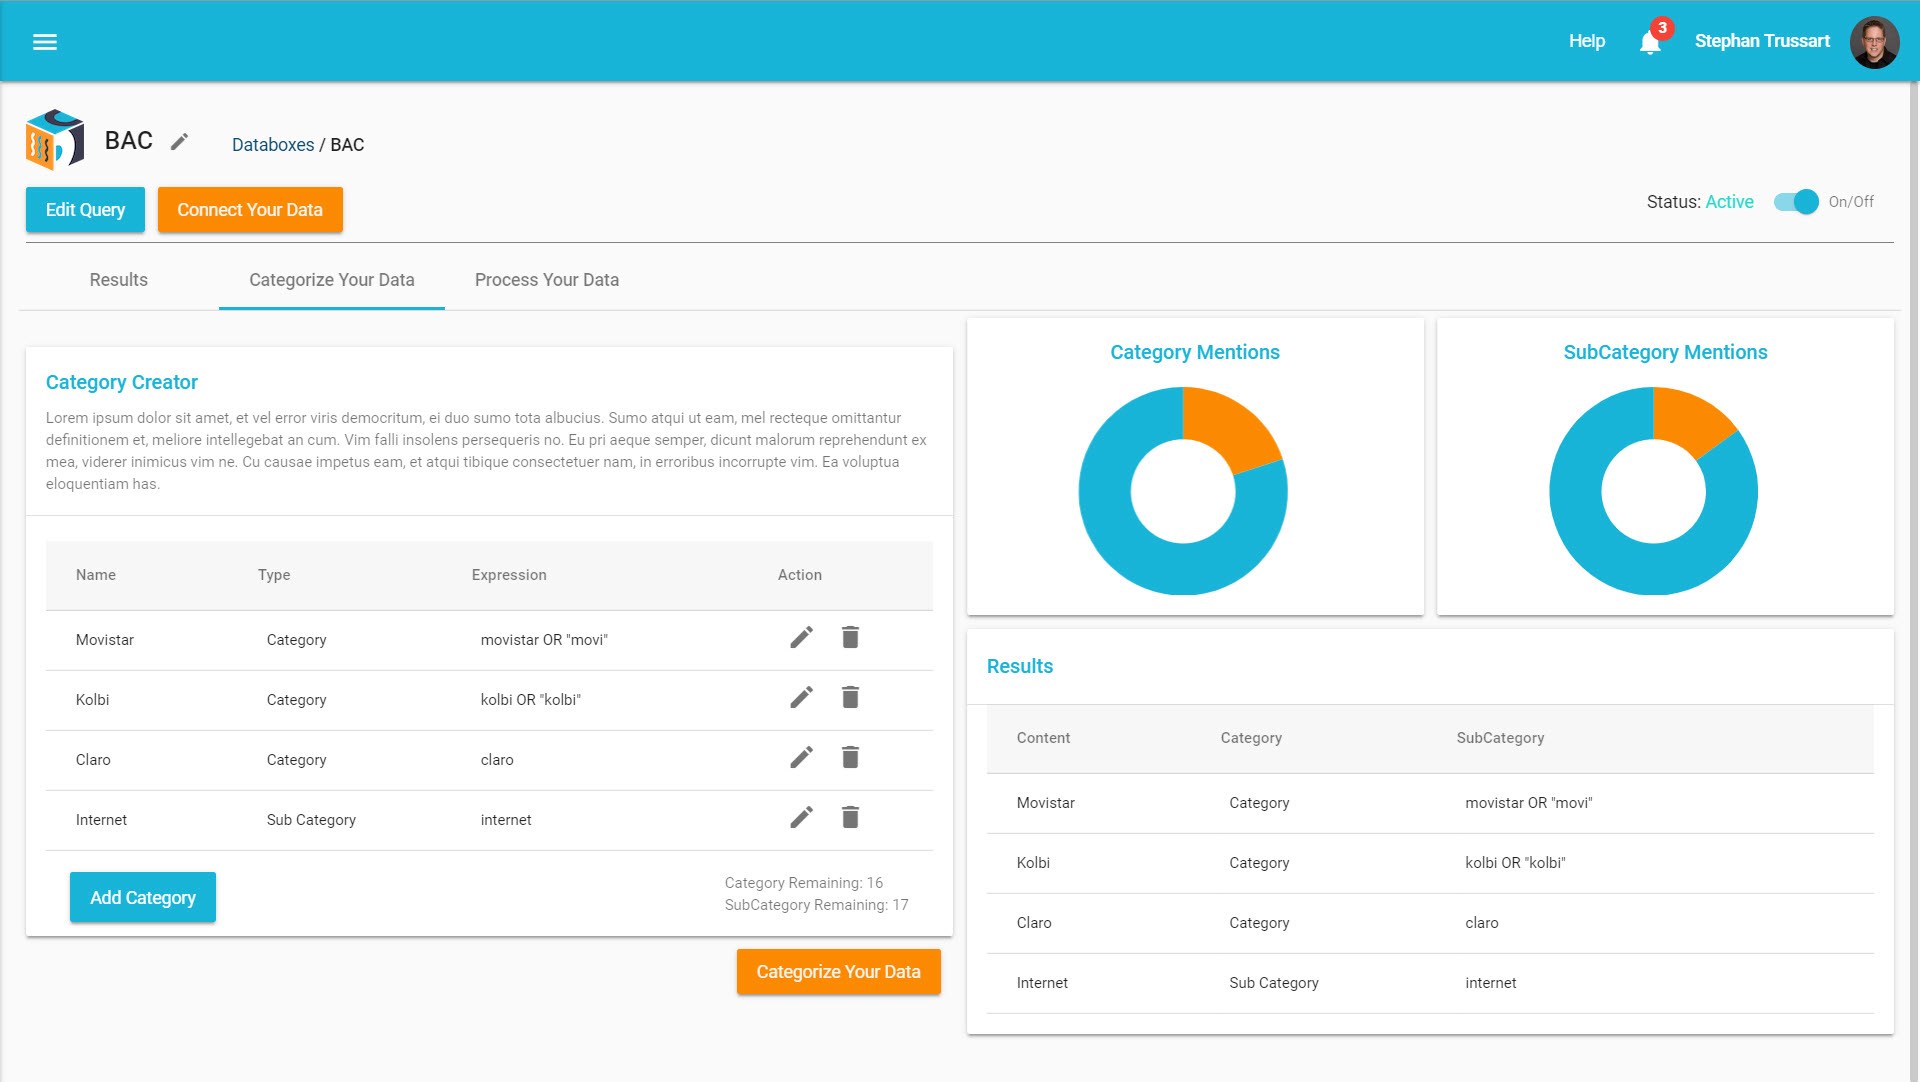 Help
3
Stephan Trussart
BAC
Databoxes / BAC
Edit Query
Connect Your Data
Status: Active
On/Off
Results
Categorize Your Data
Process Your Data
Category Creator
Lorem ipsum dolor sit amet, et vel error viris democritum, ei duo sumo tota albucius. Sumo atqui ut eam, mel recteque omittantur
definitionem et, meliore intellegebat an cum. Vim falli insolens persequeris no. Eu pri aeque semper, dicunt malorum reprehendunt ex
mea, viderer inimicus vim ne. Cu causae impetus eam, et atqui tibique consectetuer nam, in erroribus incorrupte vim. Ea voluptua
eloquentiam has.
Name Type Expression Action
Movistar Category movistar OR "movi"
Kolbi Category kolbi OR "kolbi"
Claro Category claro
Internet Sub Category internet
Add Category
Category Remaining: 16
SubCategory Remaining: 17
Categorize Your Data
Category Mentions
SubCategory Mentions
Results
Content Category SubCategory
Movistar Category movistar OR "movi"
Kolbi Category kolbi OR "kolbi"
Claro Category claro
Internet Sub Category internet